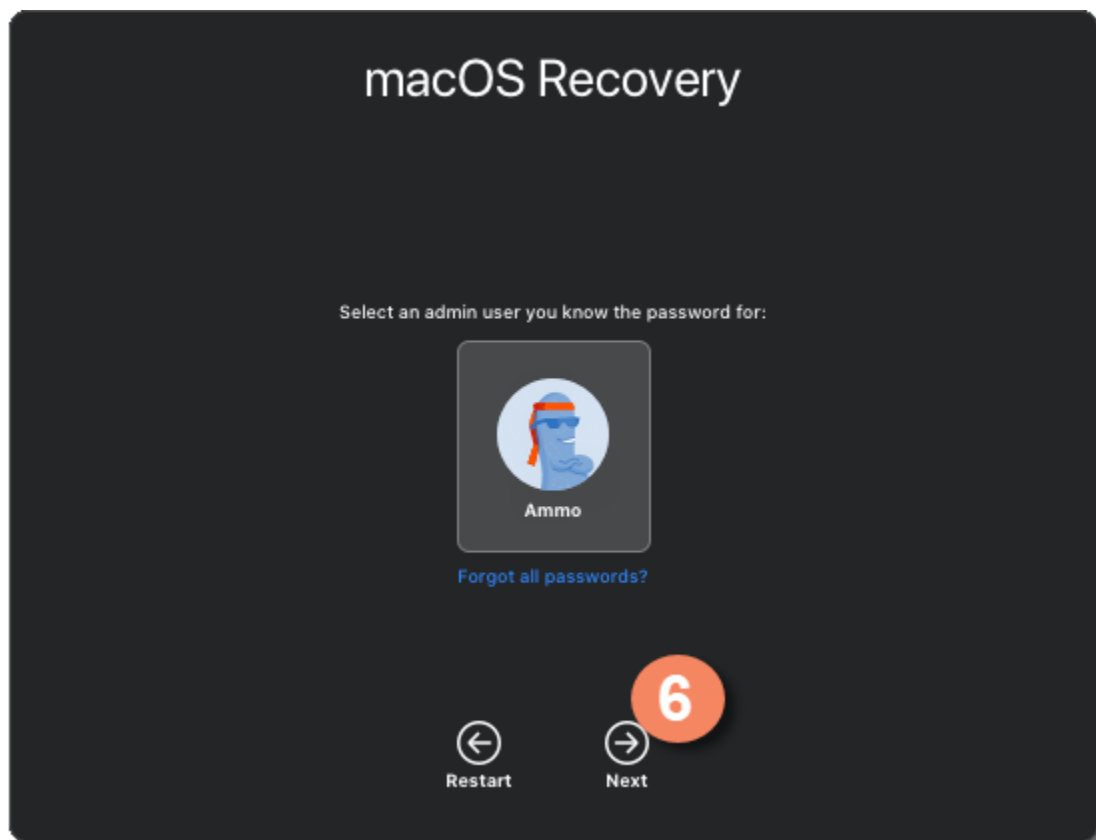 macOS Recovery
Select an admin user you know the password for:
Ammo
Forgot all passwords?
6
Restart
Next